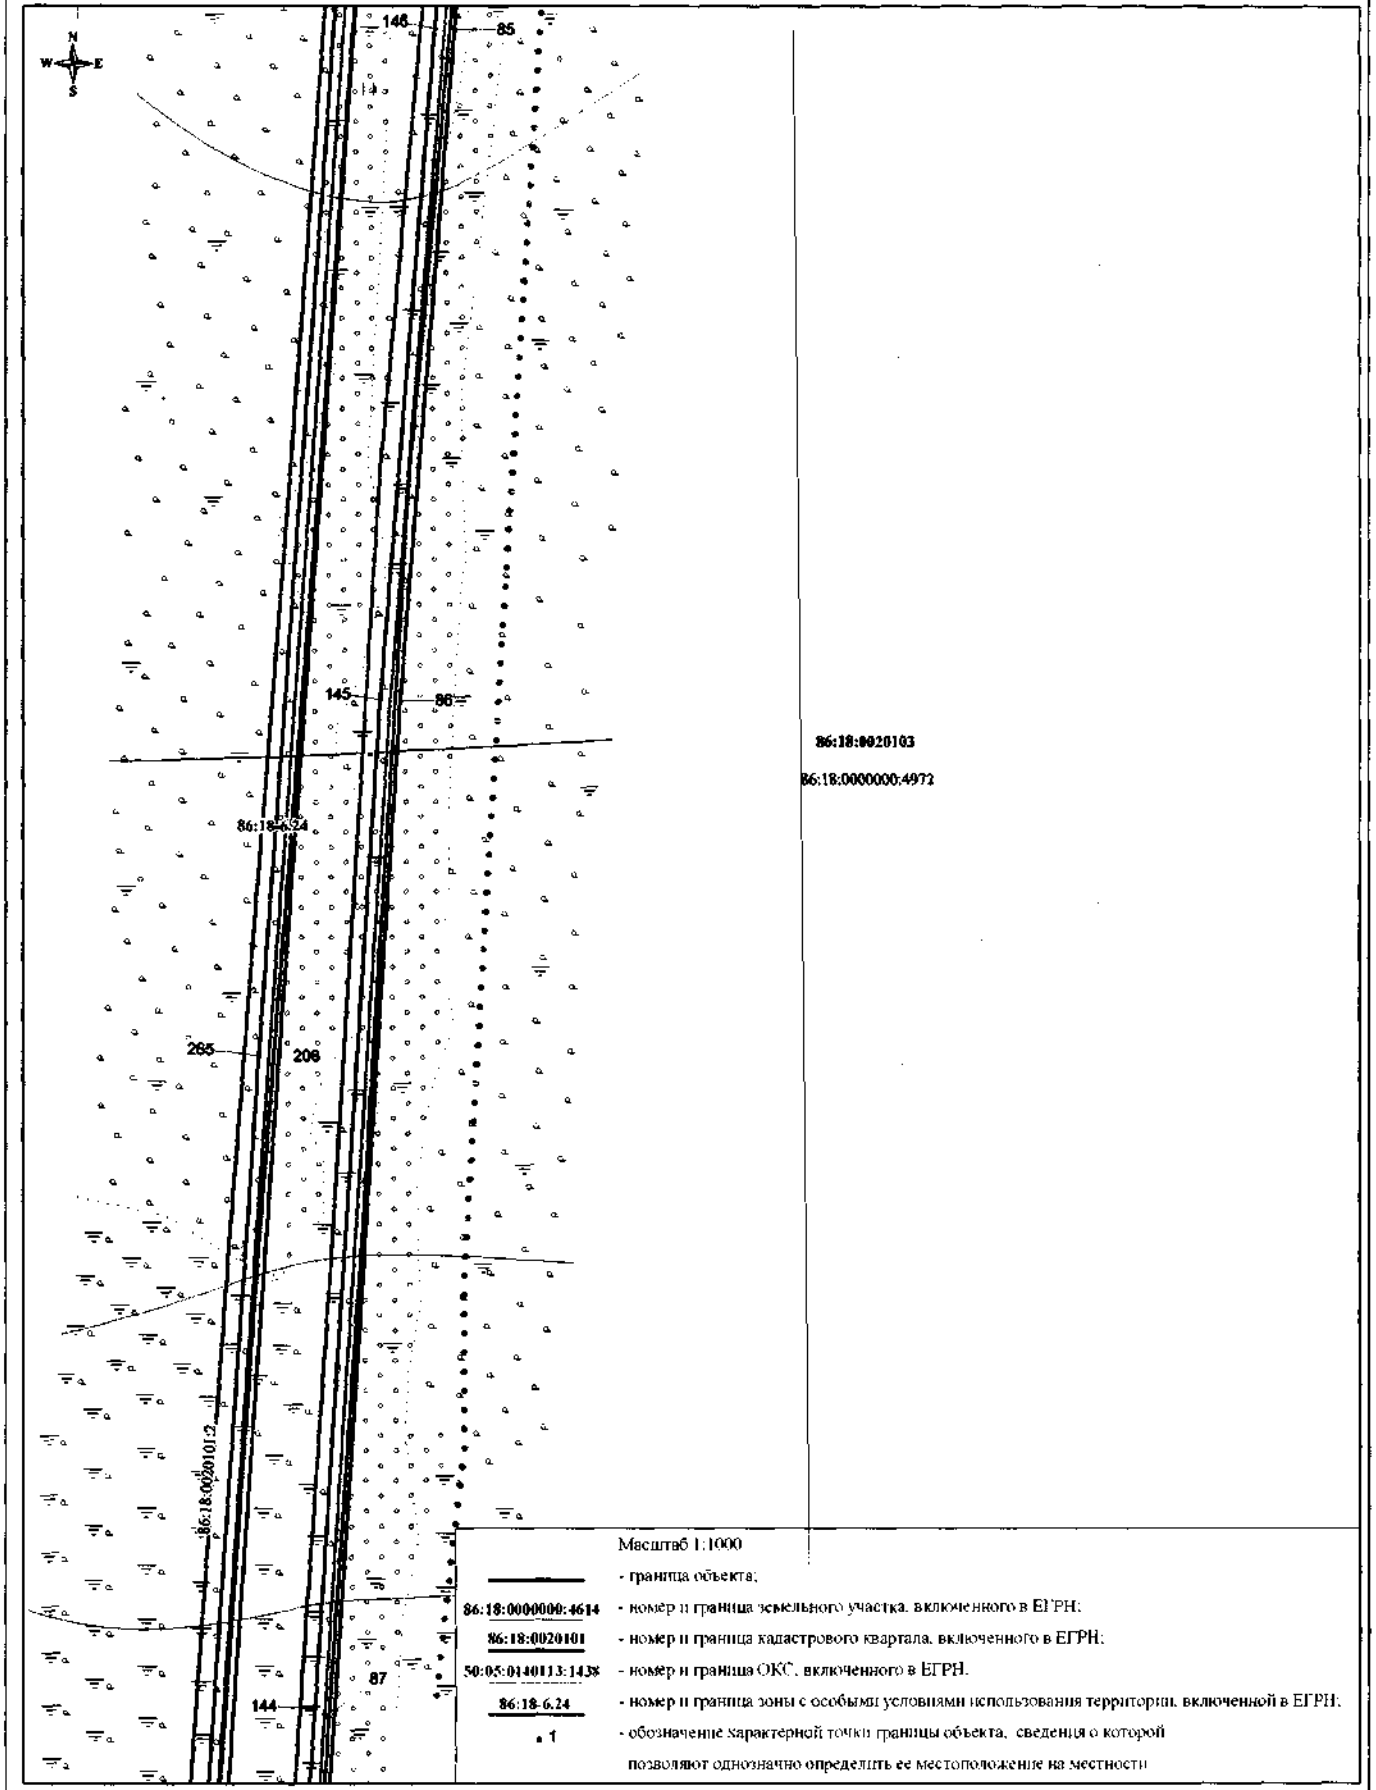 N
W E
S
146
85
145
86
86:18:0020103
86:18:0000000:4972
86:18-6.24
265
206
86:18:0020101:2
Масштаб 1:1000
- граница объекта;
86:18:0000000:4614 - номер и граница земельного участка, включенного в ЕГРН;
86:18:0020101 - номер и граница кадастрового квартала, включенного в ЕГРН;
50:05:0140113:1438 - номер и граница ОКС, включенного в ЕГРН.
87
86:18-6.24 - номер и граница зоны с особыми условиями использования территории, включенной в ЕГРН;
144
1 - обозначение характерной точки границы объекта, сведения о которой
позволяют однозначно определить ее местоположение на местности